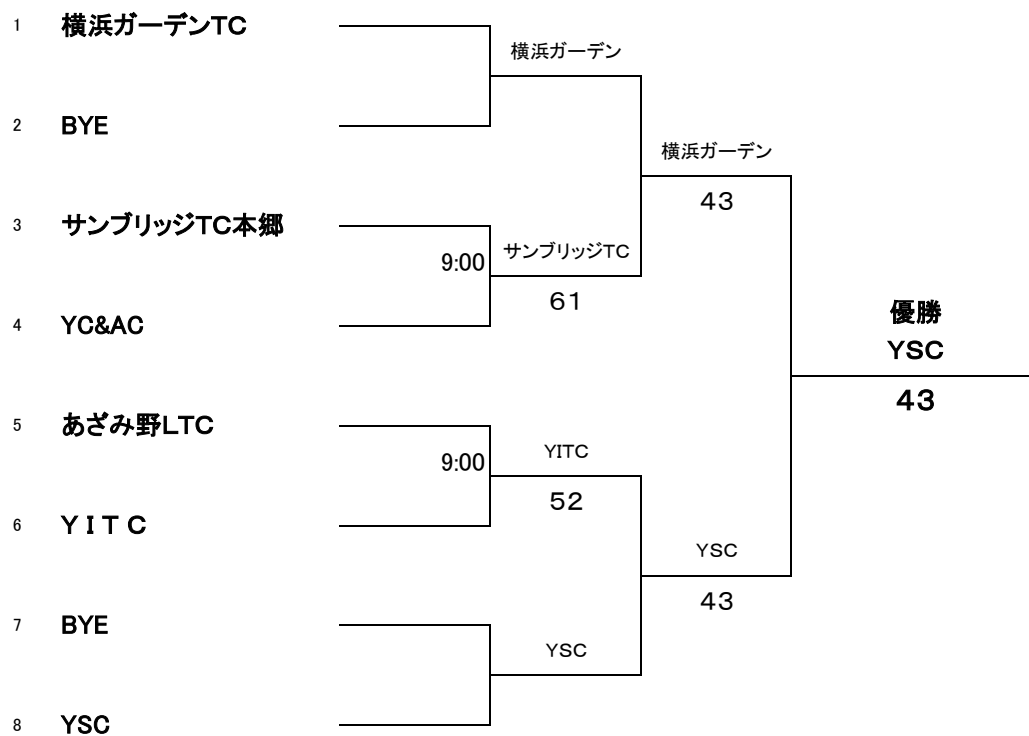 1 横浜ガーデンTC
横浜ガーデン
2 BYE
横浜ガーデン
43
3 サンブリッジTC本郷
9:00
サンブリッジTC
61
4 YC&AC
優勝
YSC
43
5 あざみ野LTC
9:00
YITC
52
6 YITC
YSC
43
7 BYE
YSC
8 YSC